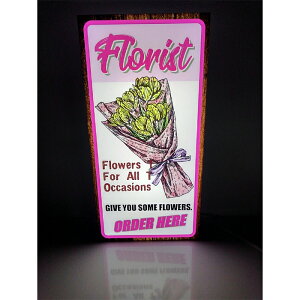 Florist
Flowers
For All
Occasions
GIVE YOU SOME FLOWERS.
ORDER HERE